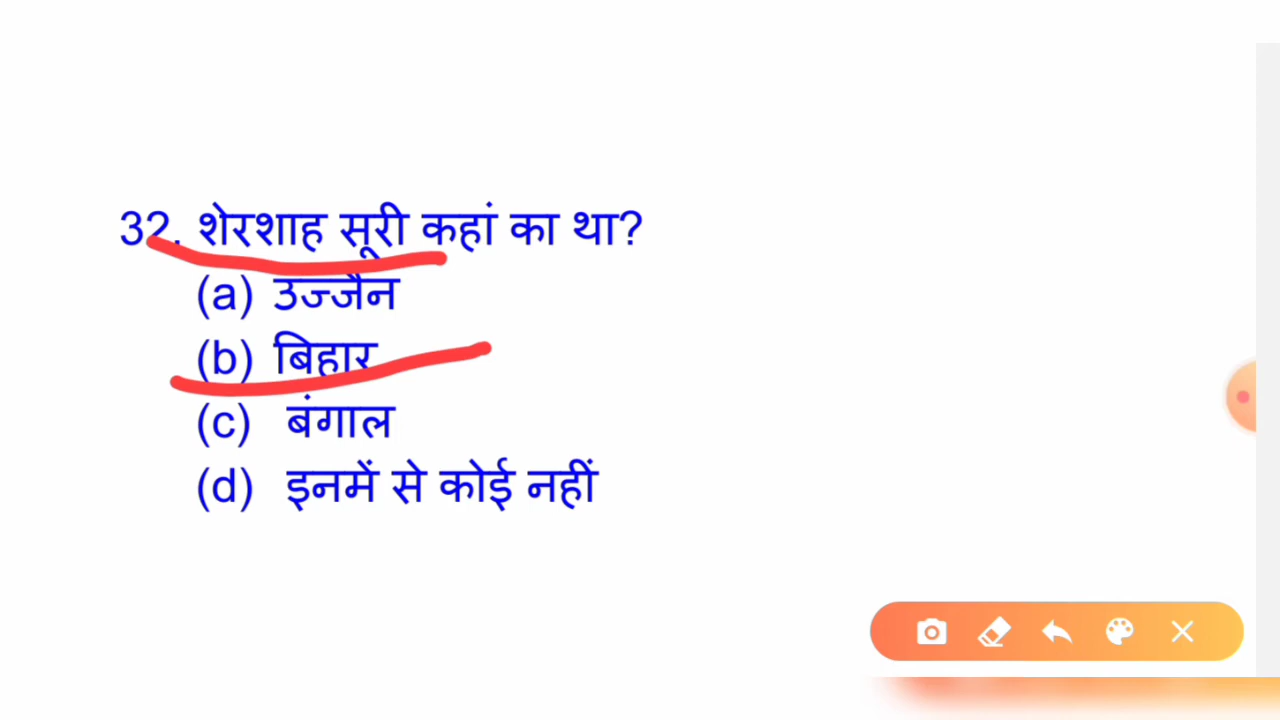 32. शेरशाह सूरी कहां का था?
(a) उज्जैन
(b) बिहार
(c) बंगाल
(d) इनमें से कोई नहीं